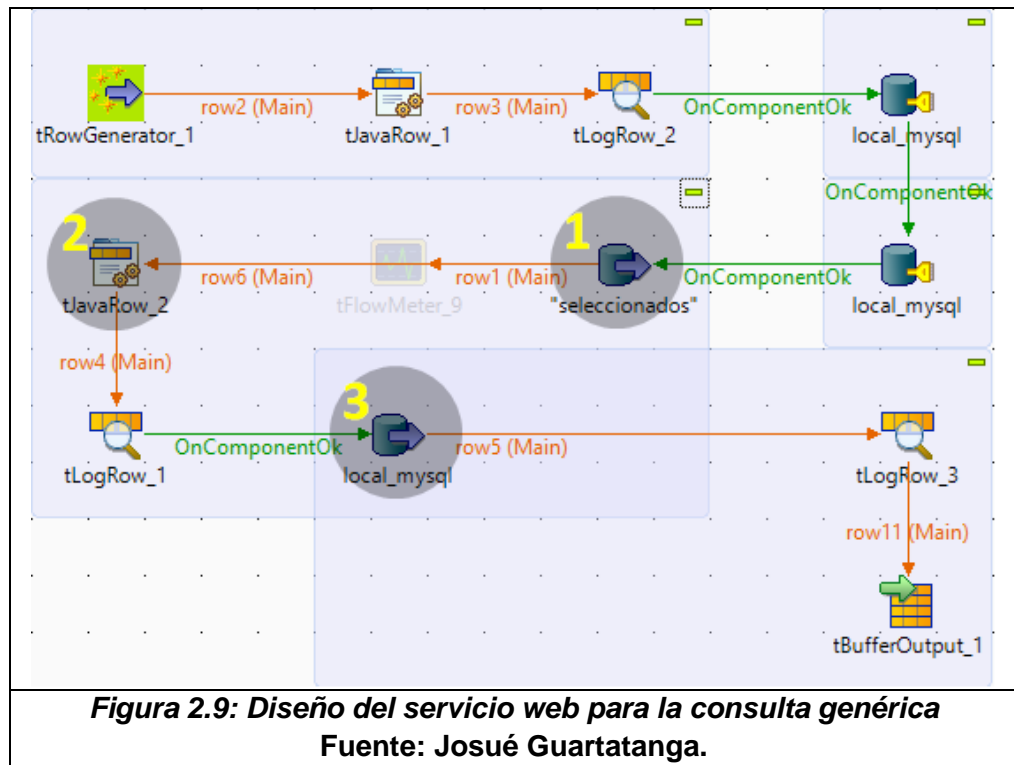 row2 (Main)
row3 (Main)
OnComponentOk
tRowGenerator_1
tJavaRow_1
tLogRow_2
local_mysql
OnComponentOk
2
1
row6 (Main)
row1 (Main)
OnComponentOk
tJavaRow_2
tFlowMeter_9
"seleccionados"
local_mysql
row4 (Main)
3
OnComponentOk
row5 (Main)
tLogRow_1
local_mysql
tLogRow_3
row11 (Main)
tBufferOutput_1
Figura 2.9: Diseño del servicio web para la consulta genérica
Fuente: Josué Guartatanga.